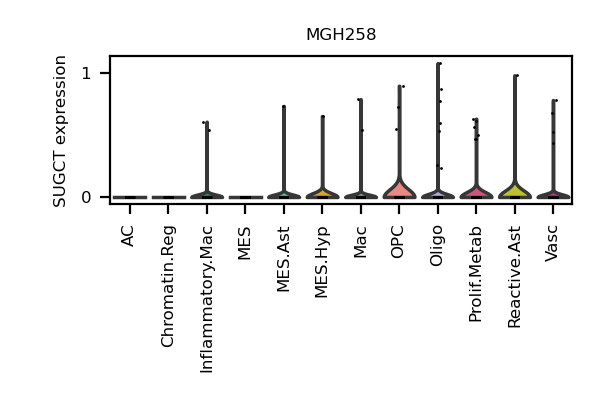 MGH258
SUGCT expression
1
0
AC
Chromatin.Reg
Inflammatory.Mac
MES
MES.Ast
MES.Hyp
Mac
OPC
Oligo
Prolif.Metab
Reactive.Ast
Vasc